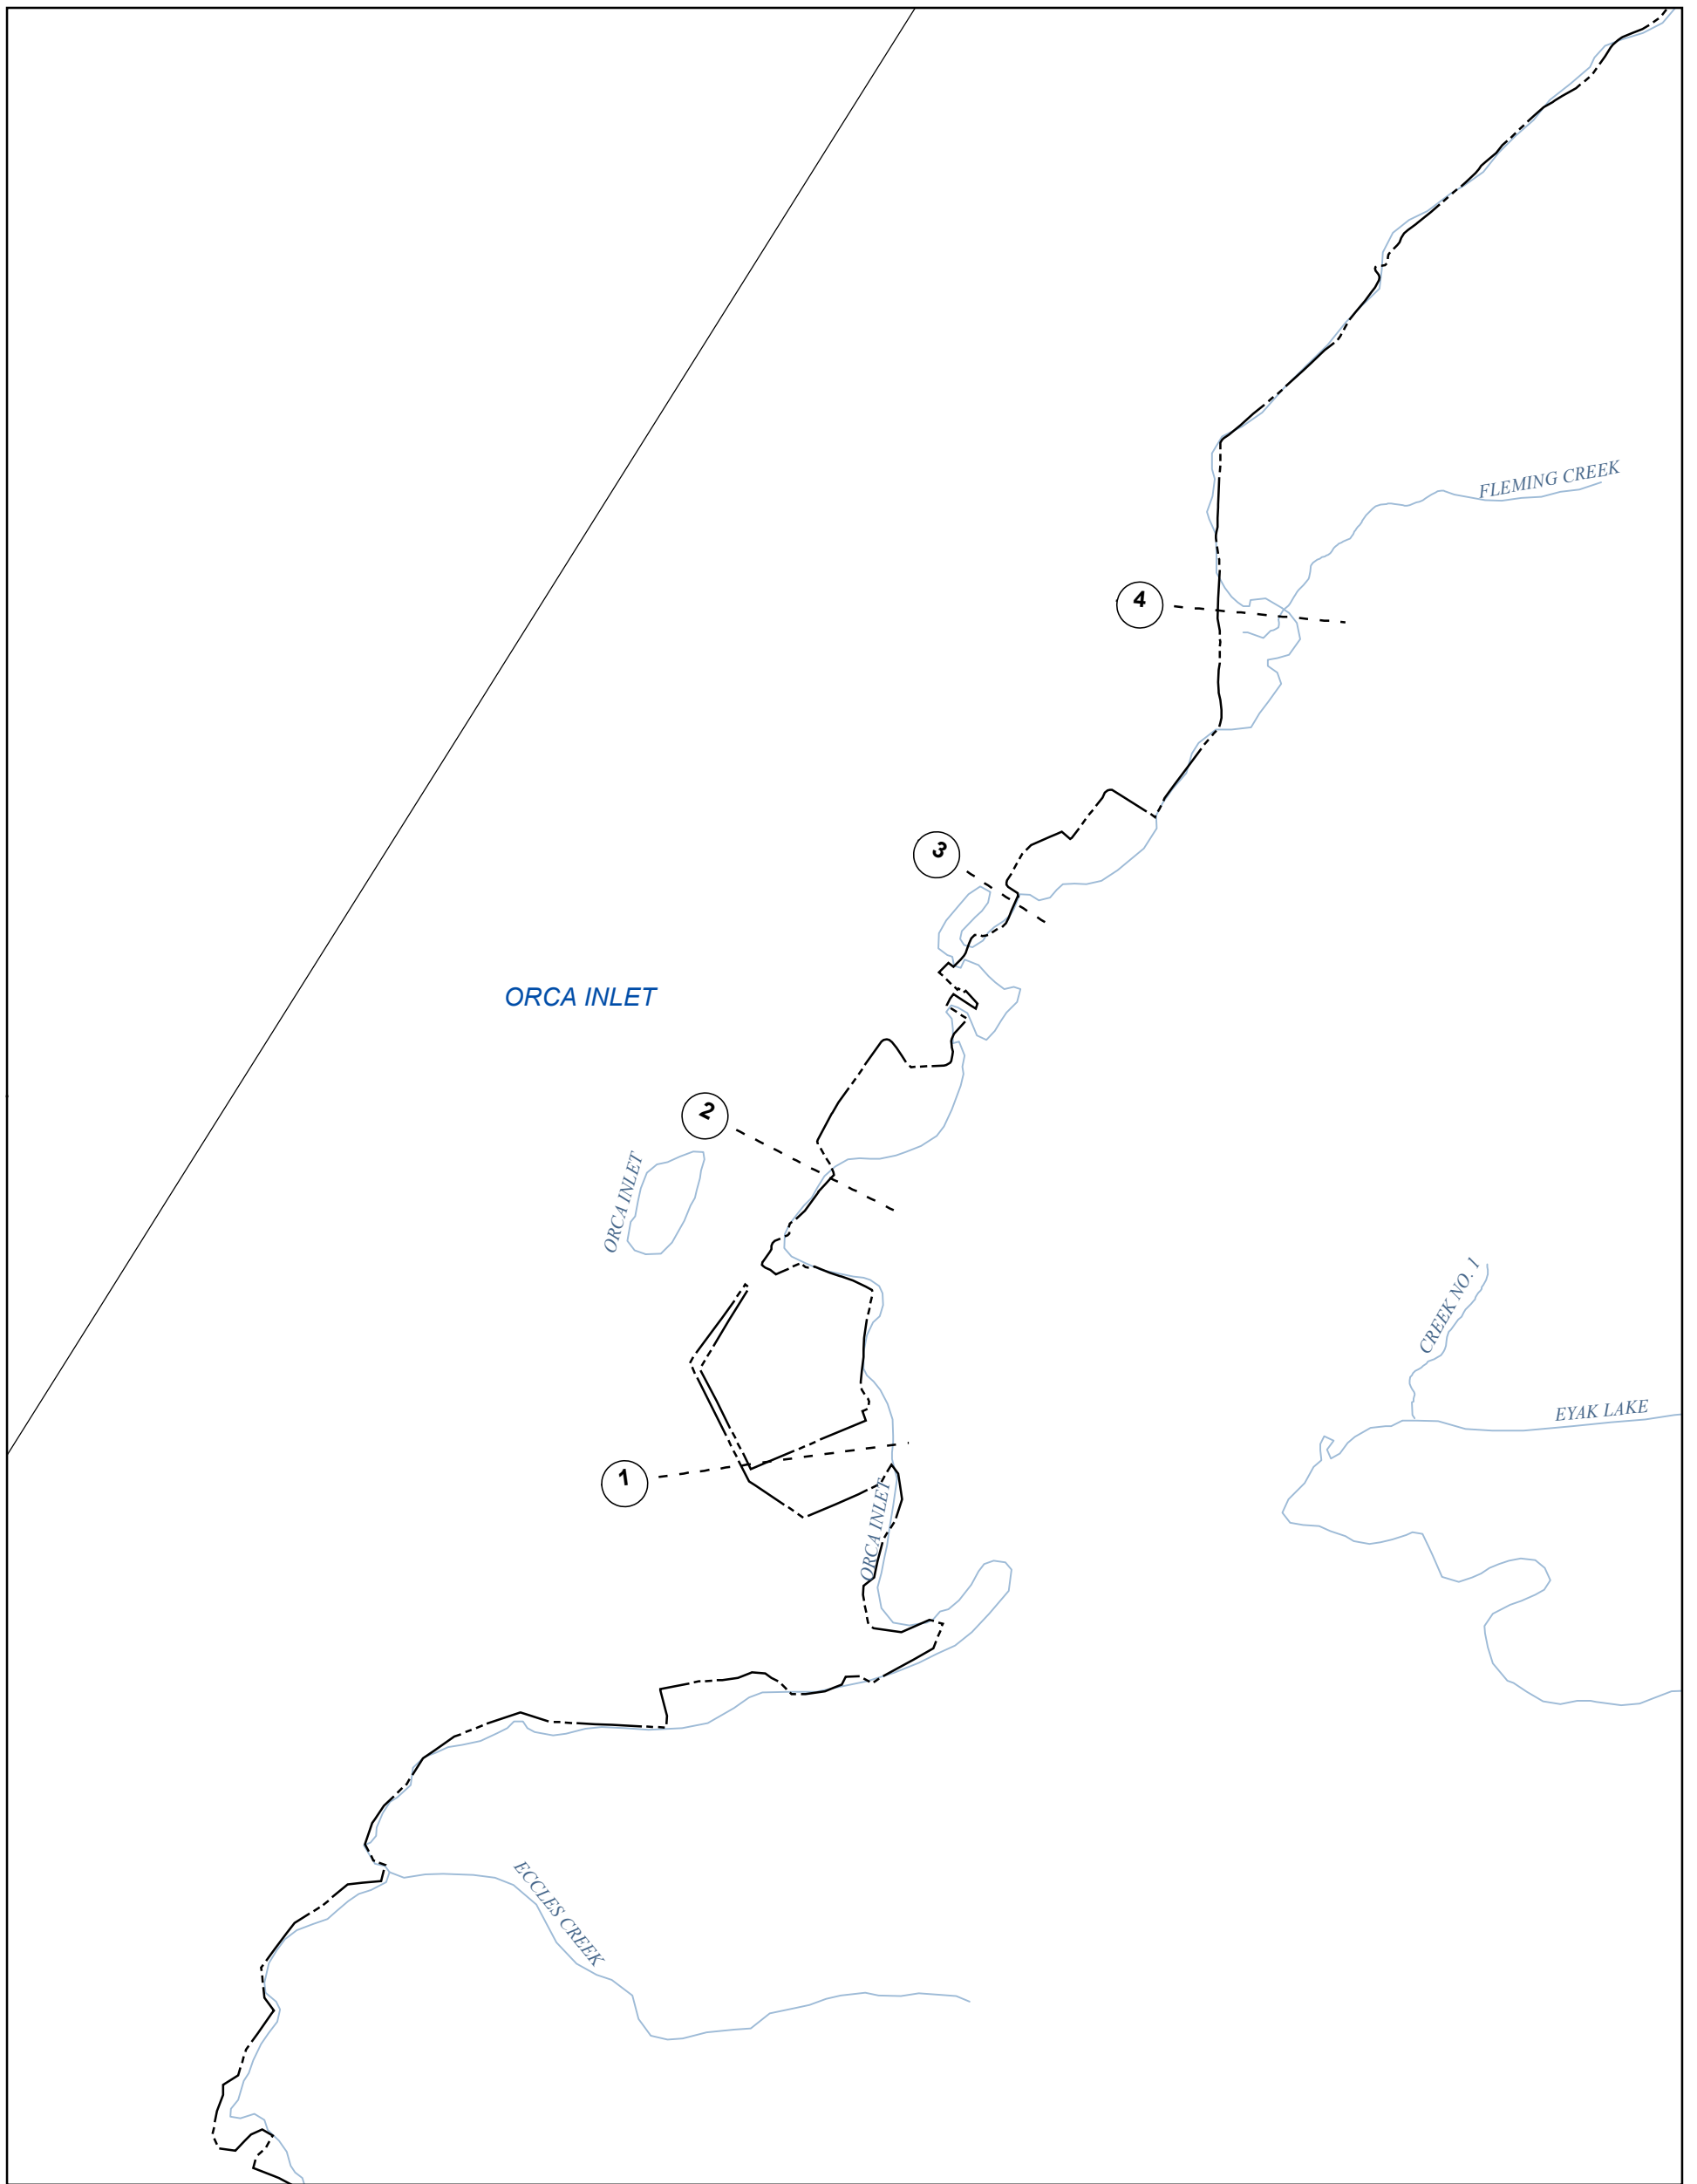 FLEMING CREEK
4
3
ORCA INLET
2
ORCA INLET
CREEK NO. 1
EYAK LAKE
1
ORCA INLET
ECCLES CREEK